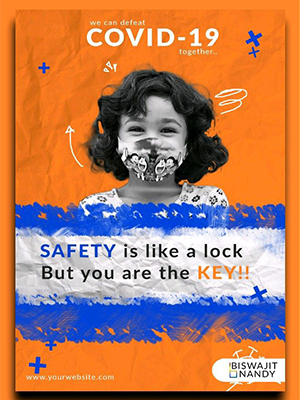 we can defeat
COVID-19
together..
SAFETY is like a lock
But you are the KEY!!
www.yourwebsite.com
BISWAJIT
NANDY